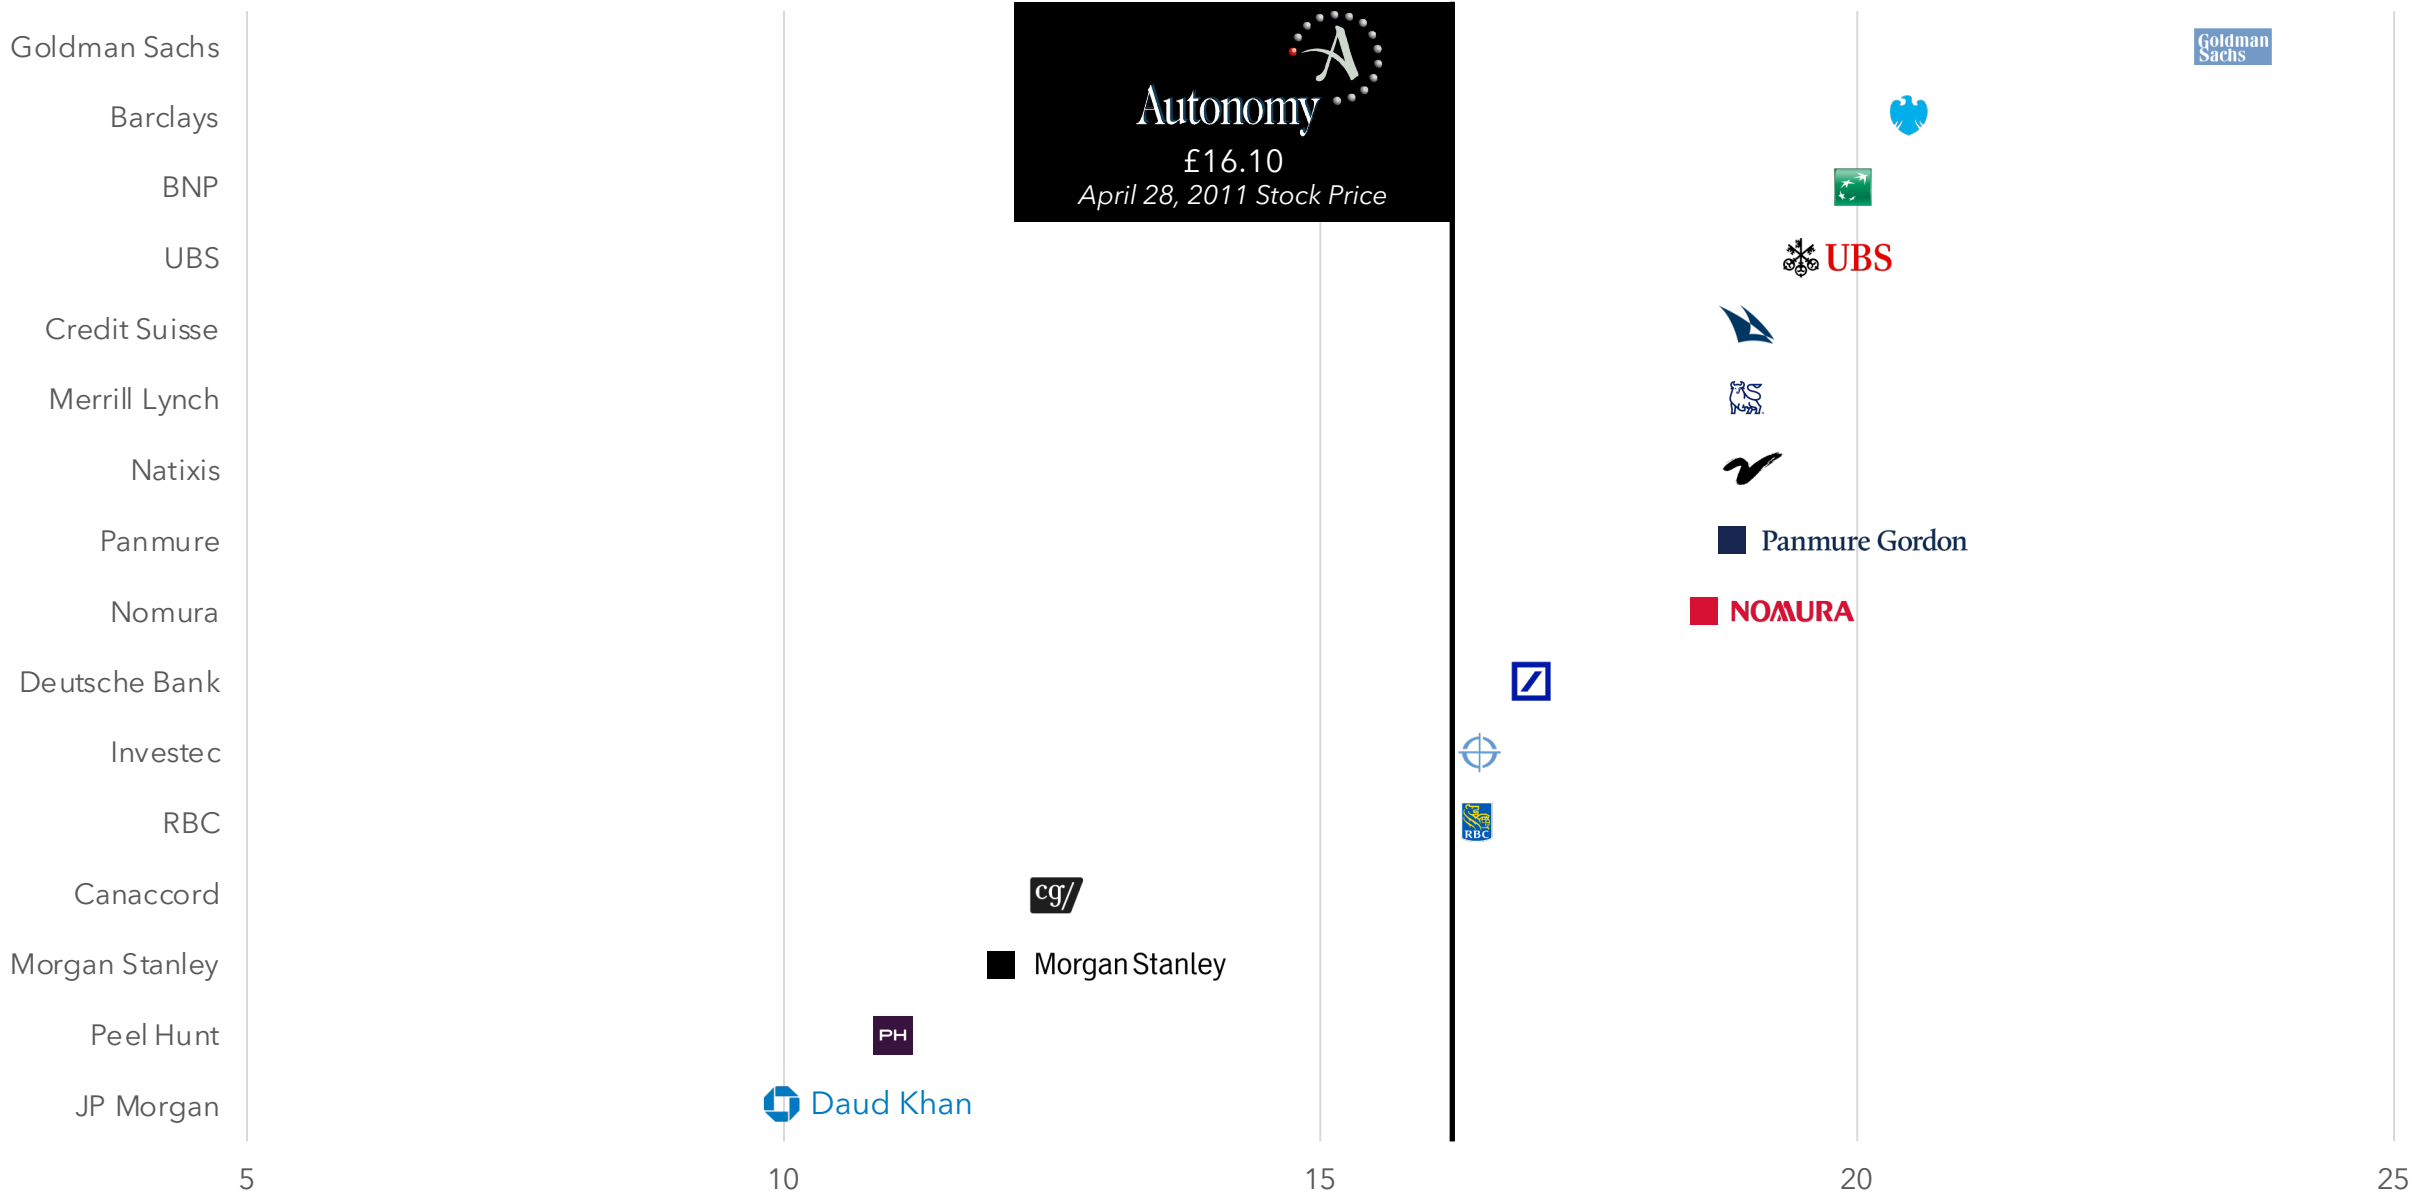 Goldman Sachs
Goldman
Sachs
Autonomy
£16.10
April 28, 2011 Stock Price
Barclays
BNP
UBS
UBS
Credit Suisse
Merrill Lynch
Natixis
Panmure
Panmure Gordon
Nomura
NOMURA
Deutsche Bank
Investec
RBC
RBC
Canaccord
cg/
Morgan Stanley
Morgan Stanley
Peel Hunt
PH
JP Morgan
Daud Khan
5
10
15
20
25